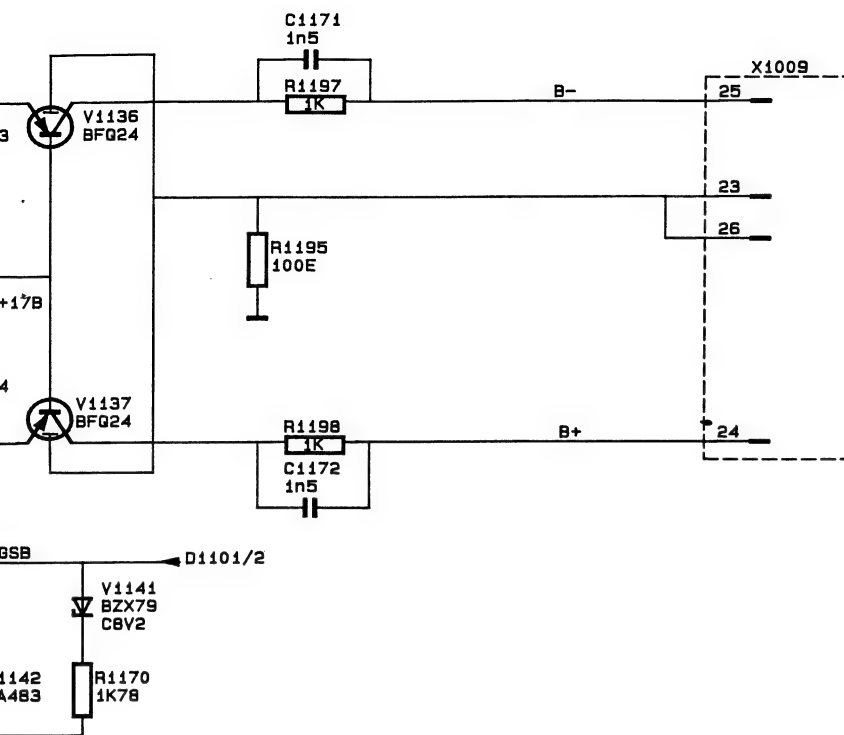 C1171
1n5
X1009
R1197
1K
B-
25
V1136
BFQ24
3
23
26
R1195
100E
+17B
4
V1137
BFQ24
R1198
1K
B+
24
C1172
1n5
GSB
D1101/2
V1141
BZX79
C8V2
1142
A483
R1170
1K78